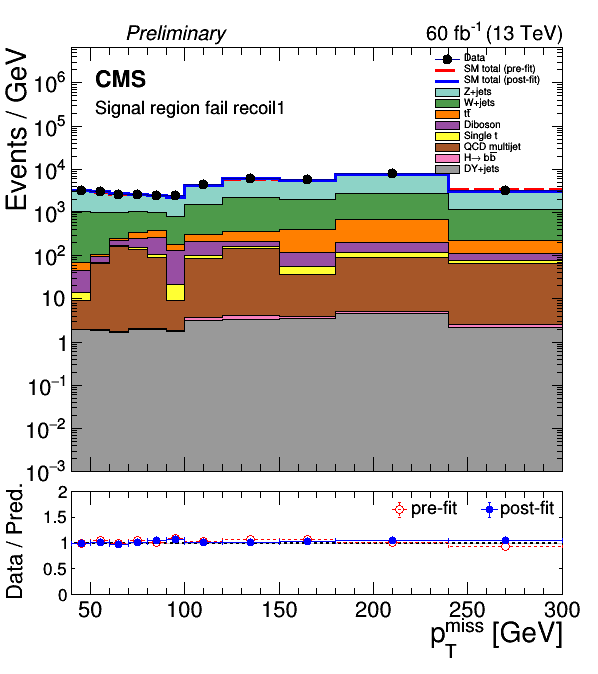 Preliminary
60 fb⁻¹ (13 TeV)
CMS
Signal region fail recoil1
Data
SM total (pre-fit)
SM total (post-fit)
Z+jets
W+jets
tt̅
Diboson
Single t
QCD multijet
H→ bb̅
DY+jets
Events / GeV
10⁶
10⁵
10⁴
10³
10²
10
1
10⁻¹
10⁻²
10⁻³
pre-fit
post-fit
Data / Pred.
2
1.5
1
0.5
0
50 100 150 200 250 300
p_T^miss [GeV]